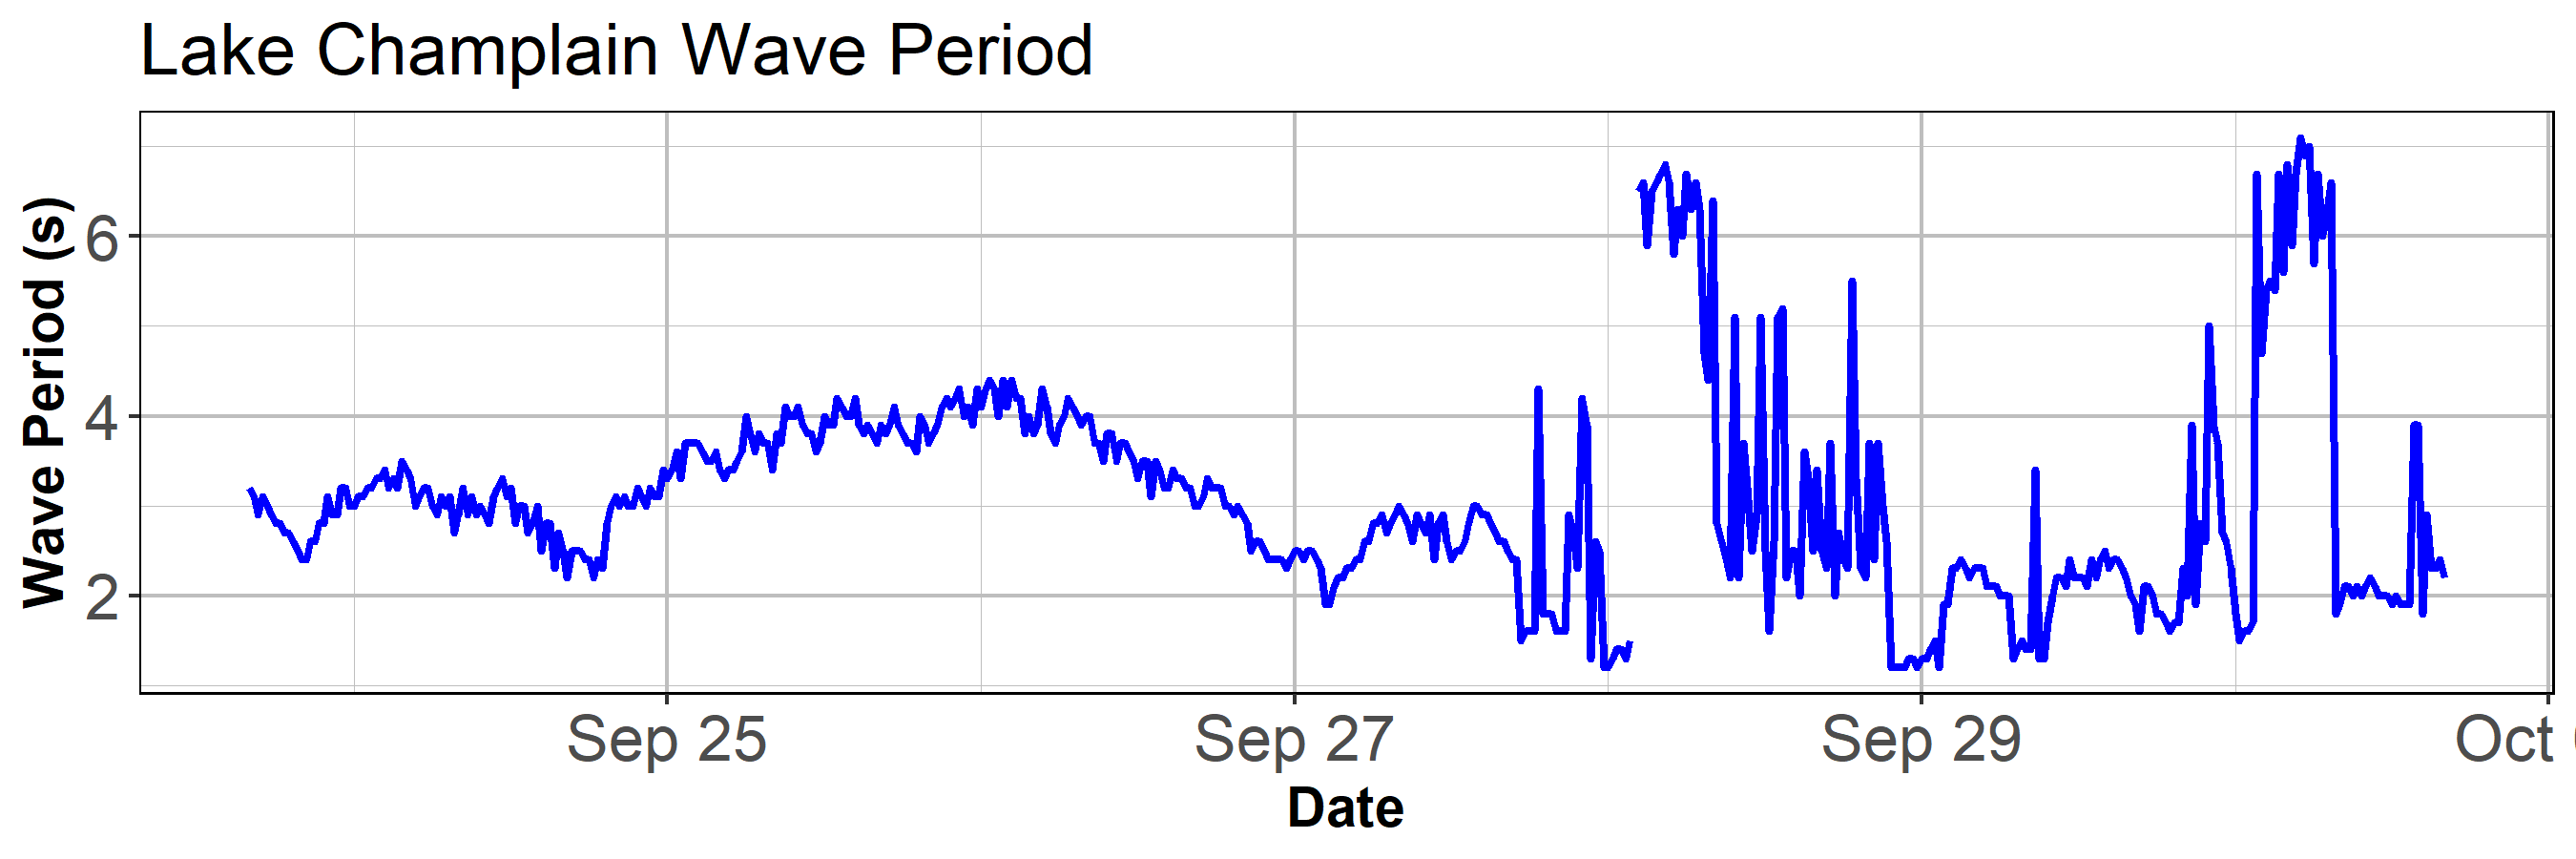 Lake Champlain Wave Period
Wave Period (s)
6
4
2
Sep 25 Sep 27 Sep 29 Oct
Date